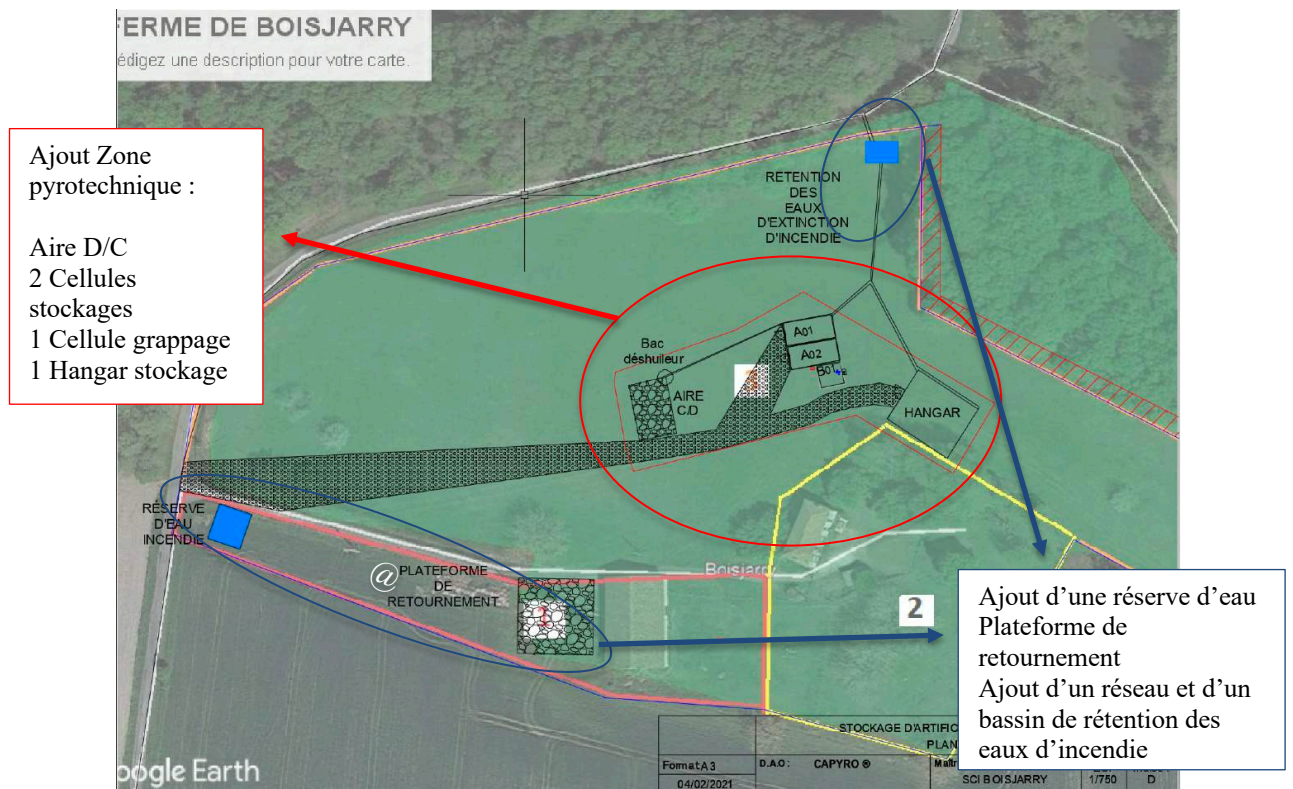 FERME DE BOISJARRY
édigez une description pour votre carte.
Ajout Zone
pyrotechnique :
Aire D/C
2 Cellules
stockages
1 Cellule grappage
1 Hangar stockage
RETENTION
DES
EAUX
D'EXTINCTION
D'INCENDIE
A01
A02
B01
Bac
déshuileur
AIRE
C/D
HANGAR
RÉSERVE
D'EAU
INCENDIE
@ PLATEFORME
DE
RETOURNEMENT
Boisjarry
2
Ajout d'une réserve d'eau
Plateforme de
retournement
Ajout d'un réseau et d'un
bassin de rétention des
eaux d'incendie
STOCKAGE D'ARTIFIC
PLAN
Format A3
D.A.O : CAPYRO ®
04/02/2021
SCI BOISJARRY
1/750
D
oogle Earth